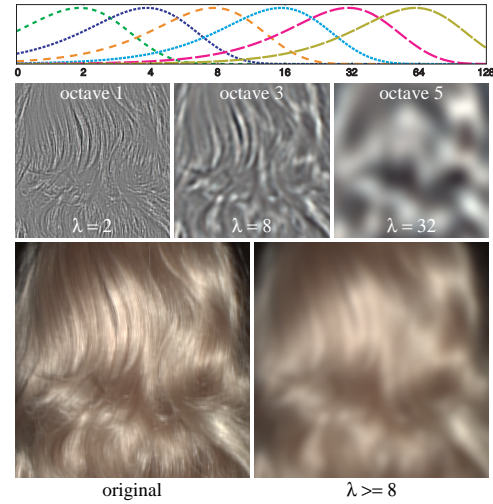 0 2 4 8 16 32 64 128
octave 1 octave 3 octave 5
λ = 2 λ = 8 λ = 32
original λ >= 8